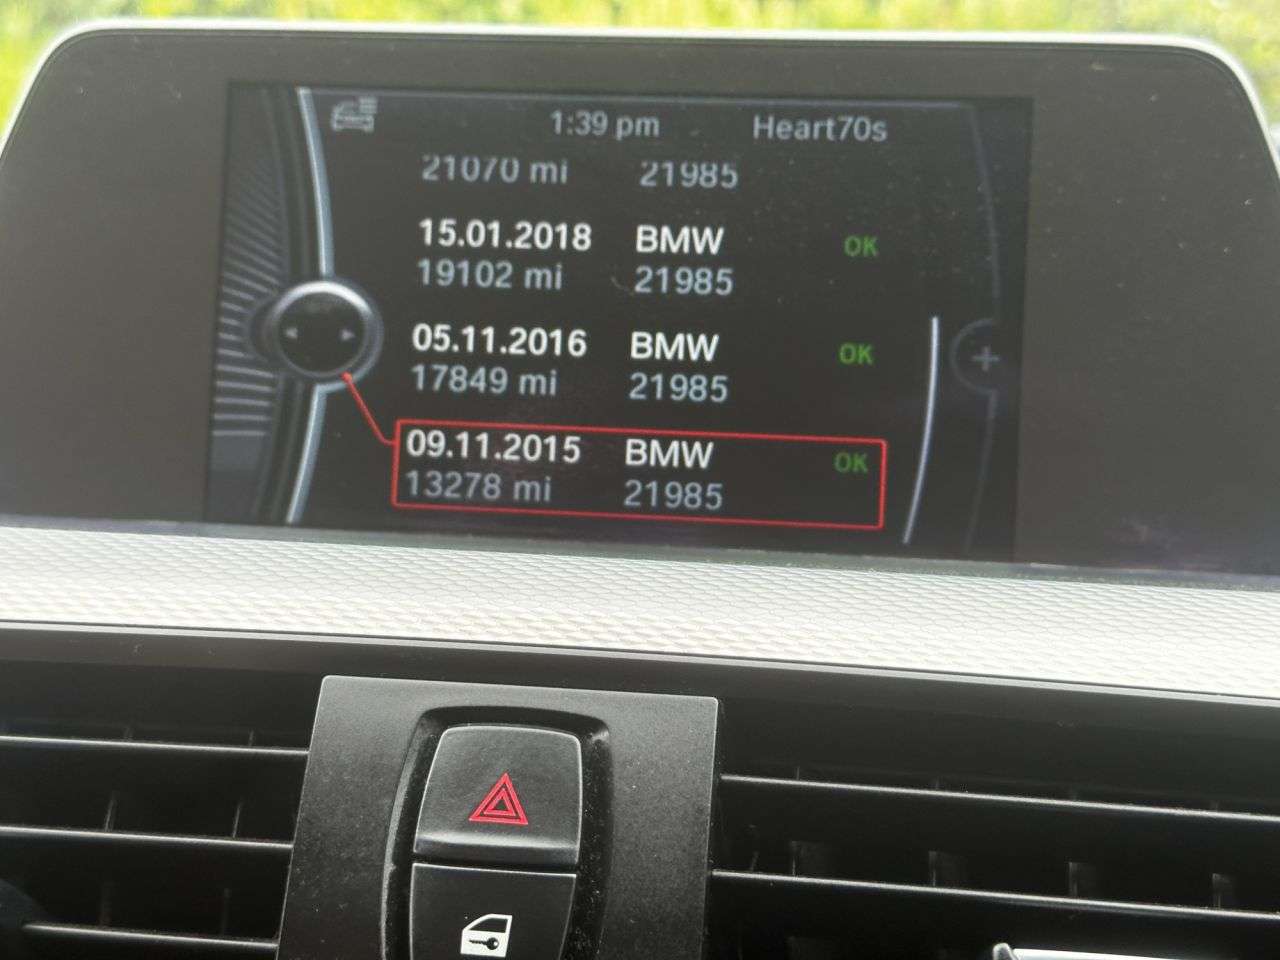 1:39 pm Heart70s
21070 mi 21985
15.01.2018 BMW OK
19102 mi 21985
05.11.2016 BMW OK
17849 mi 21985
09.11.2015 BMW OK
13278 mi 21985